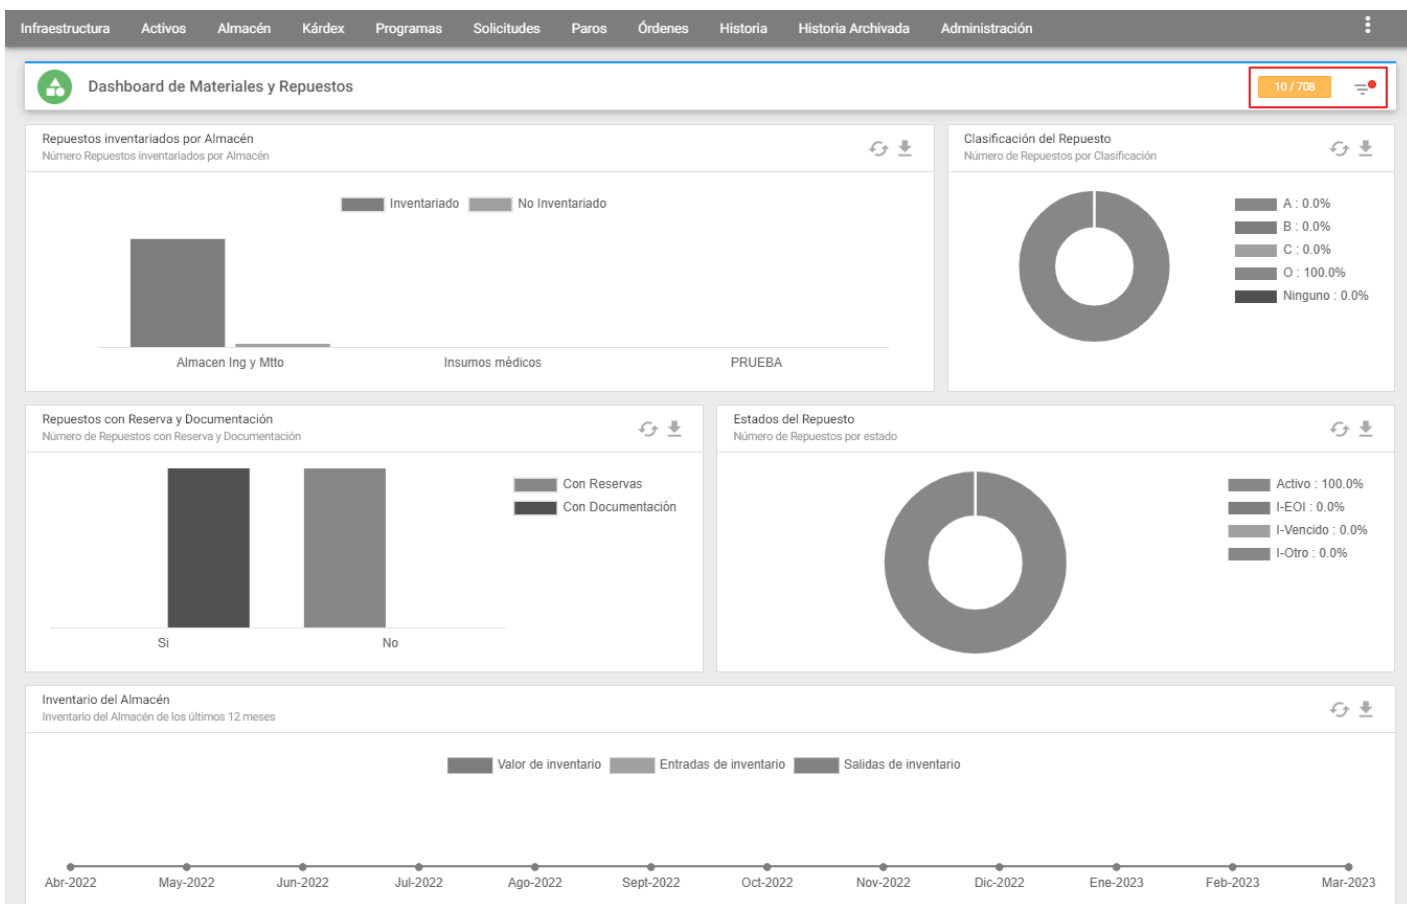 Infraestructura Activos Almacén Kárdex Programas Solicitudes Paros Órdenes Historia Historia Archivada Administración
Dashboard de Materiales y Repuestos
10 / 708
Repuestos inventariados por Almacén
Número Repuestos inventariados por Almacén
Inventariado No Inventariado
Almacen Ing y Mtto Insumos médicos PRUEBA
Clasificación del Repuesto
Número de Repuestos por Clasificación
A : 0.0%
B : 0.0%
C : 0.0%
O : 100.0%
Ninguno : 0.0%
Repuestos con Reserva y Documentación
Número de Repuestos con Reserva y Documentación
Con Reservas
Con Documentación
Si No
Estados del Repuesto
Número de Repuestos por estado
Activo : 100.0%
I-EOI : 0.0%
I-Vencido : 0.0%
I-Otro : 0.0%
Inventario del Almacén
Inventario del Almacén de los últimos 12 meses
Valor de inventario Entradas de inventario Salidas de inventario
Abr-2022 May-2022 Jun-2022 Jul-2022 Ago-2022 Sept-2022 Oct-2022 Nov-2022 Dic-2022 Ene-2023 Feb-2023 Mar-2023